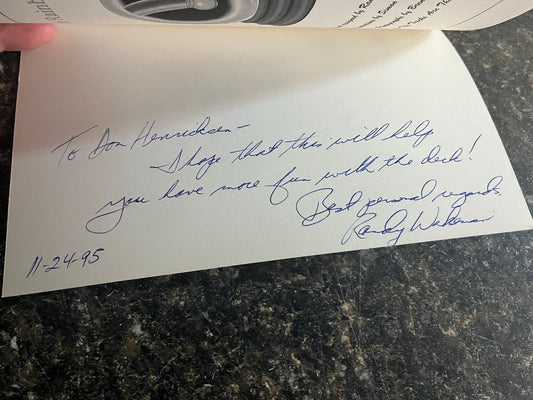 To Don Henricksen–
I hope that this will help
you have more fun with the deck!
Best personal regards,
Randy Wakeman
11-24-95